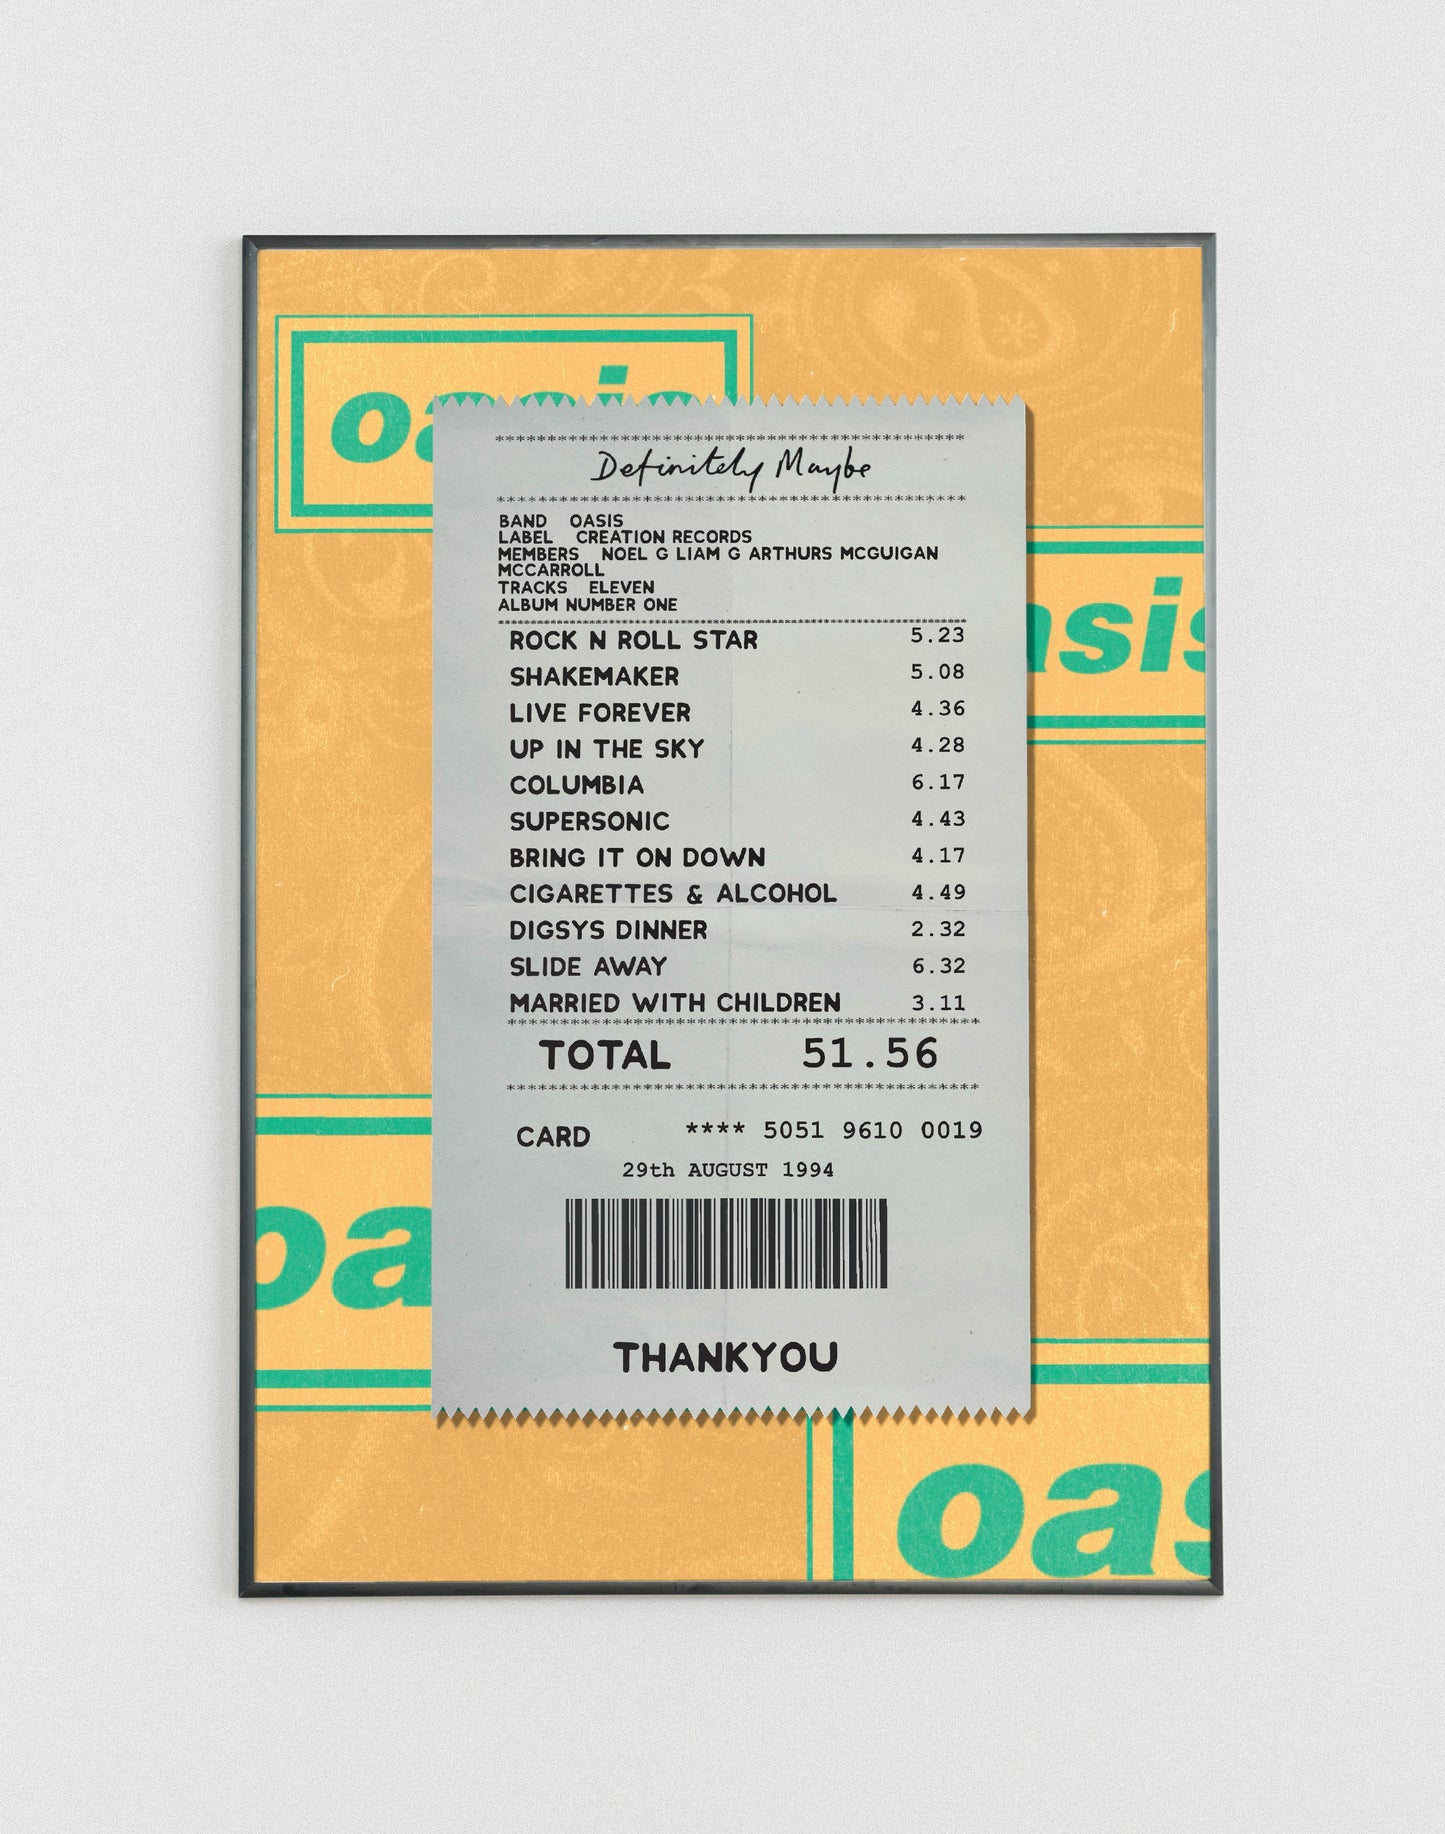 oasis
************************************************
Definitely Maybe
************************************************
BAND OASIS
LABEL CREATION RECORDS
MEMBERS NOEL G LIAM G ARTHURS MCGUIGAN
MCCARROLL
TRACKS ELEVEN
ALBUM NUMBER ONE
ROCK N ROLL STAR 5.23
SHAKEMAKER 5.08
LIVE FOREVER 4.36
UP IN THE SKY 4.28
COLUMBIA 6.17
SUPERSONIC 4.43
BRING IT ON DOWN 4.17
CIGARETTES & ALCOHOL 4.49
DIGSYS DINNER 2.32
SLIDE AWAY 6.32
MARRIED WITH CHILDREN 3.11
************************************************
TOTAL 51.56
************************************************
CARD **** 5051 9610 0019
29th AUGUST 1994
THANKYOU
asis
oa
oas